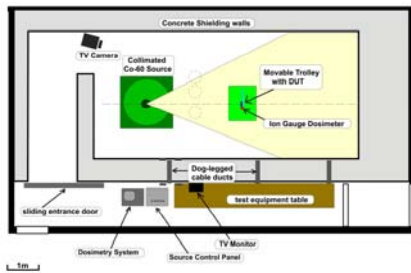 Concrete Shielding walls
TV Camera
Collimated
Co-60 Source
Movable Trolley
with DUT
Ion Gauge Dosimeter
Dog-legged
cable ducts
sliding entrance door
test equipment table
Dosimetry System
Source Control Panel
TV Monitor
1m